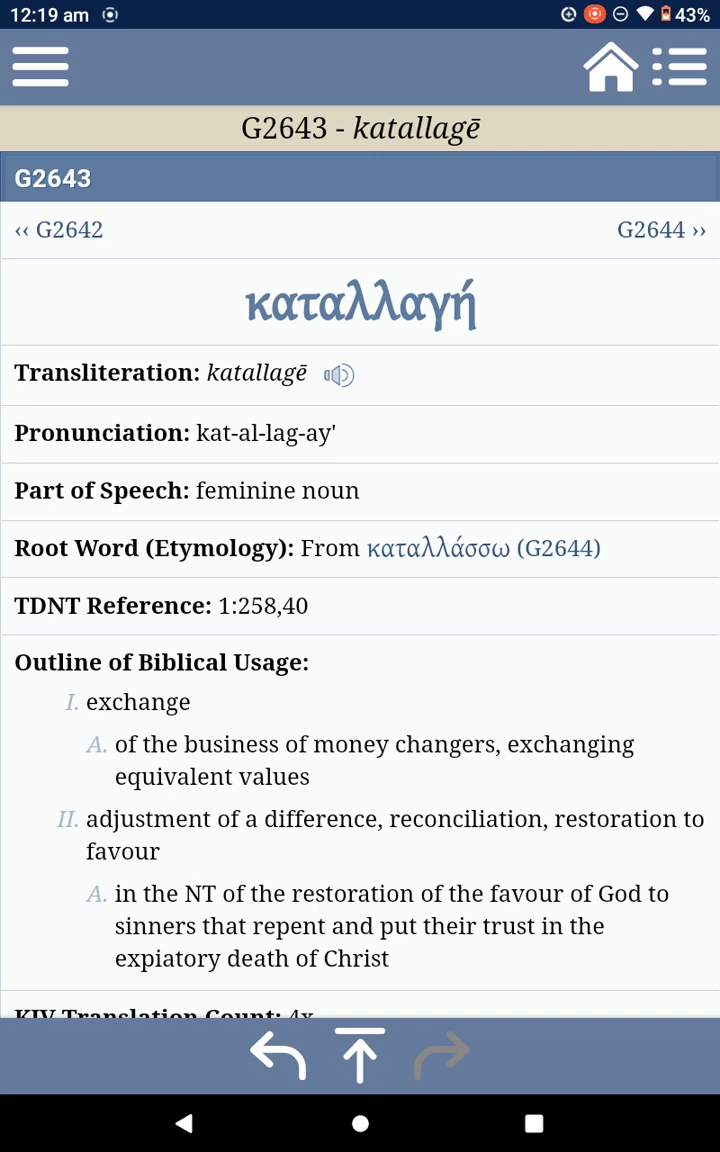 12:19 am
43%
G2643 - katallagē
G2643
‹‹ G2642 G2644 ››
καταλλαγή
Transliteration: katallagē
Pronunciation: kat-al-lag-ay'
Part of Speech: feminine noun
Root Word (Etymology): From καταλλάσσω (G2644)
TDNT Reference: 1:258,40
Outline of Biblical Usage:
I. exchange
A. of the business of money changers, exchanging
equivalent values
II. adjustment of a difference, reconciliation, restoration to
favour
A. in the NT of the restoration of the favour of God to
sinners that repent and put their trust in the
expiatory death of Christ
KJV Translation Count: 4x